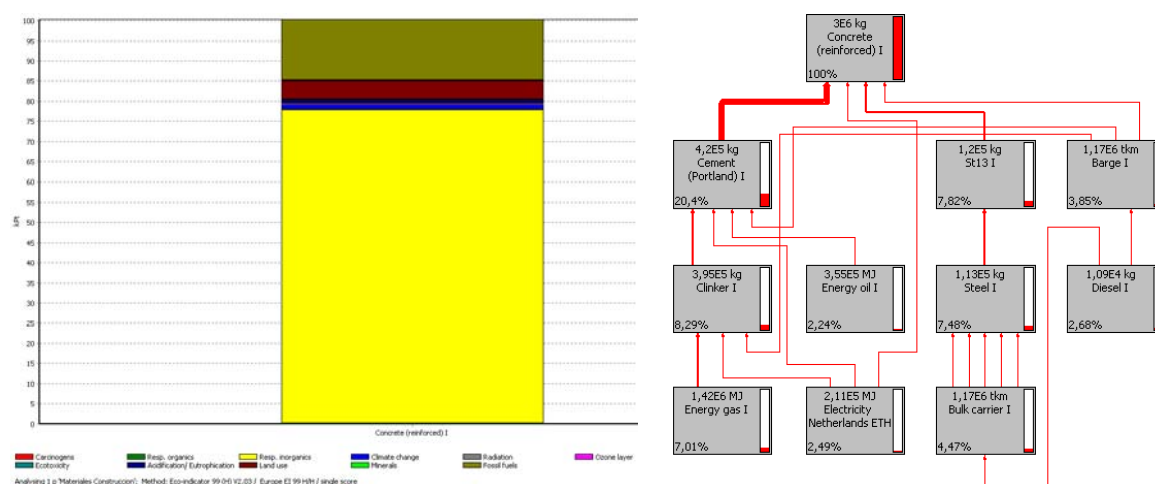 100
95
90
85
80
75
70
65
60
55
50
45
40
35
30
25
20
15
10
5
0
kPt
Concrete (reinforced) I
Carcinogens
Resp. organics
Resp. inorganics
Climate change
Radiation
Ozone layer
Ecotoxicity
Acidification/ Eutrophication
Land use
Minerals
Fossil fuels
Analysing 1 p 'Materiales Construccion'; Method: Eco-indicator 99 (H) V2.03 / Europe EI 99 H/H / single score
3E6 kg
Concrete
(reinforced) I
100%
4,2E5 kg
Cement
(Portland) I
20,4%
1,2E5 kg
St13 I
7,82%
1,17E6 tkm
Barge I
3,85%
3,95E5 kg
Clinker I
8,29%
3,55E5 MJ
Energy oil I
2,24%
1,13E5 kg
Steel I
7,48%
1,09E4 kg
Diesel I
2,68%
1,42E6 MJ
Energy gas I
7,01%
2,11E5 MJ
Electricity
Netherlands ETH
2,49%
1,17E6 tkm
Bulk carrier I
4,47%